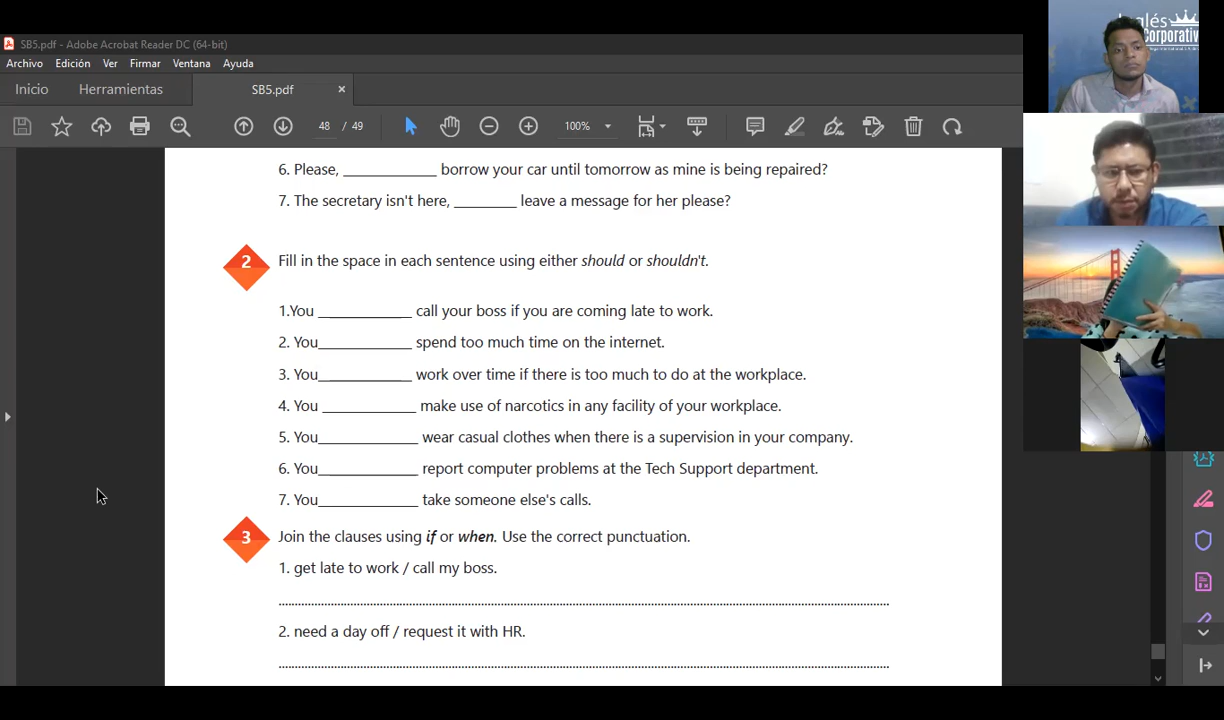 SB5.pdf - Adobe Acrobat Reader DC (64-bit)
Archivo Edición Ver Firmar Ventana Ayuda
Inicio Herramientas SB5.pdf ×
48 / 49 100%
6. Please, ____________ borrow your car until tomorrow as mine is being repaired?
7. The secretary isn't here, ________ leave a message for her please?
2 Fill in the space in each sentence using either should or shouldn't.
1.You ____________ call your boss if you are coming late to work.
2. You____________ spend too much time on the internet.
3. You____________ work over time if there is too much to do at the workplace.
4. You ____________ make use of narcotics in any facility of your workplace.
5. You_____________ wear casual clothes when there is a supervision in your company.
6. You_____________ report computer problems at the Tech Support department.
7. You_____________ take someone else's calls.
3 Join the clauses using if or when. Use the correct punctuation.
1. get late to work / call my boss.
2. need a day off / request it with HR.
Inglés